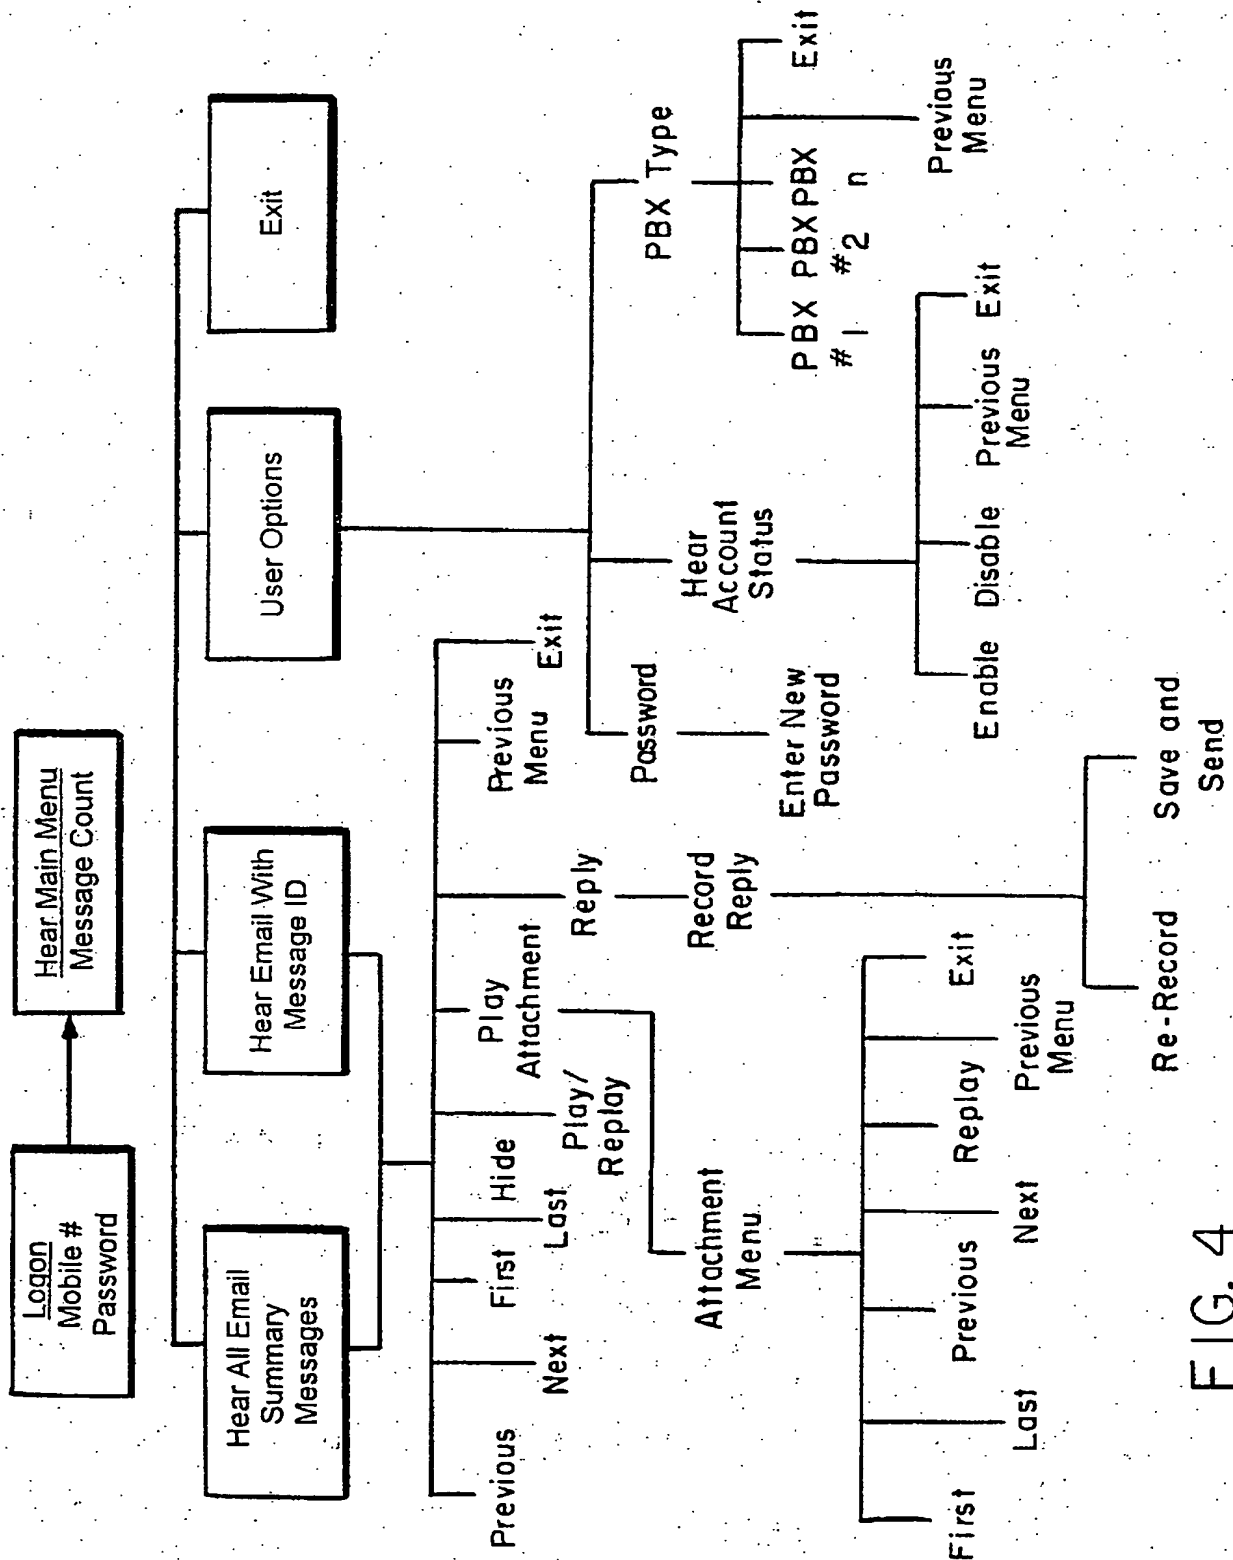 Logon
Mobile #
Password
Hear Main Menu
Message Count
Hear All Email
Summary
Messages
Hear Email With
Message ID
User Options
Exit
Previous
Next
First
Last
Hide
Play/
Replay
Play
Attachment
Reply
Previous
Menu
Exit
Attachment
Menu
Record
Reply
Password
Enter New
Password
Hear
Account
Status
PBX Type
PBX
# 1
PBX
# 2
PBX
n
Previous
Menu
Exit
Enable
Disable
Previous
Menu
Exit
First
Last
Previous
Next
Replay
Previous
Menu
Exit
Re-Record
Save and
Send
FIG. 4